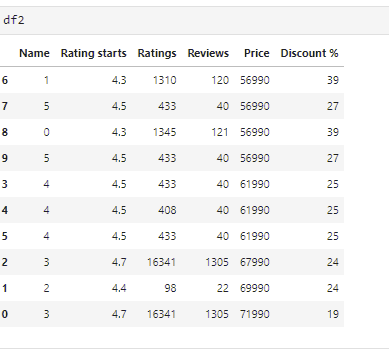 df2
Name Rating starts Ratings Reviews Price Discount %
6 1 4.3 1310 120 56990 39
7 5 4.5 433 40 56990 27
8 0 4.3 1345 121 56990 39
9 5 4.5 433 40 56990 27
3 4 4.5 433 40 61990 25
4 4 4.5 408 40 61990 25
5 4 4.5 433 40 61990 25
2 3 4.7 16341 1305 67990 24
1 2 4.4 98 22 69990 24
0 3 4.7 16341 1305 71990 19